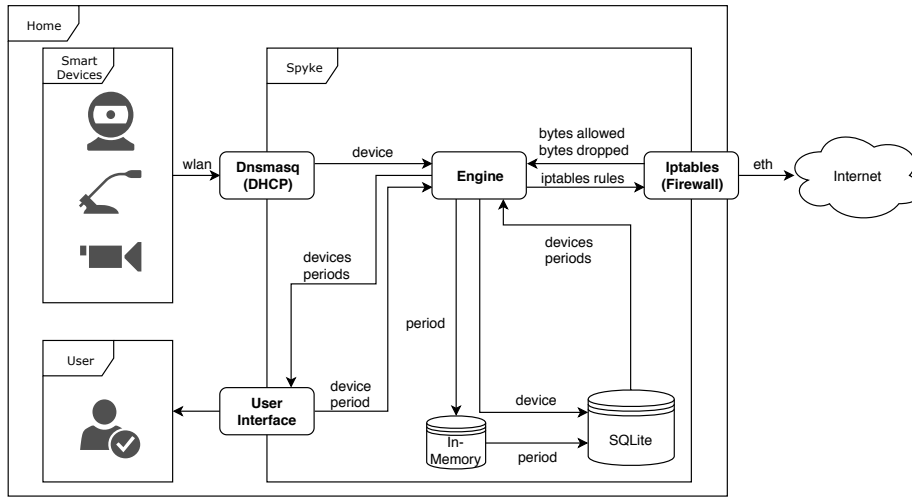 Home
Smart
Devices
Spyke
wlan
Dnsmasq
(DHCP)
device
Engine
bytes allowed
bytes dropped
iptables rules
Iptables
(Firewall)
eth
Internet
devices
periods
devices
periods
period
User
User
Interface
device
period
device
In-
Memory
period
SQLite